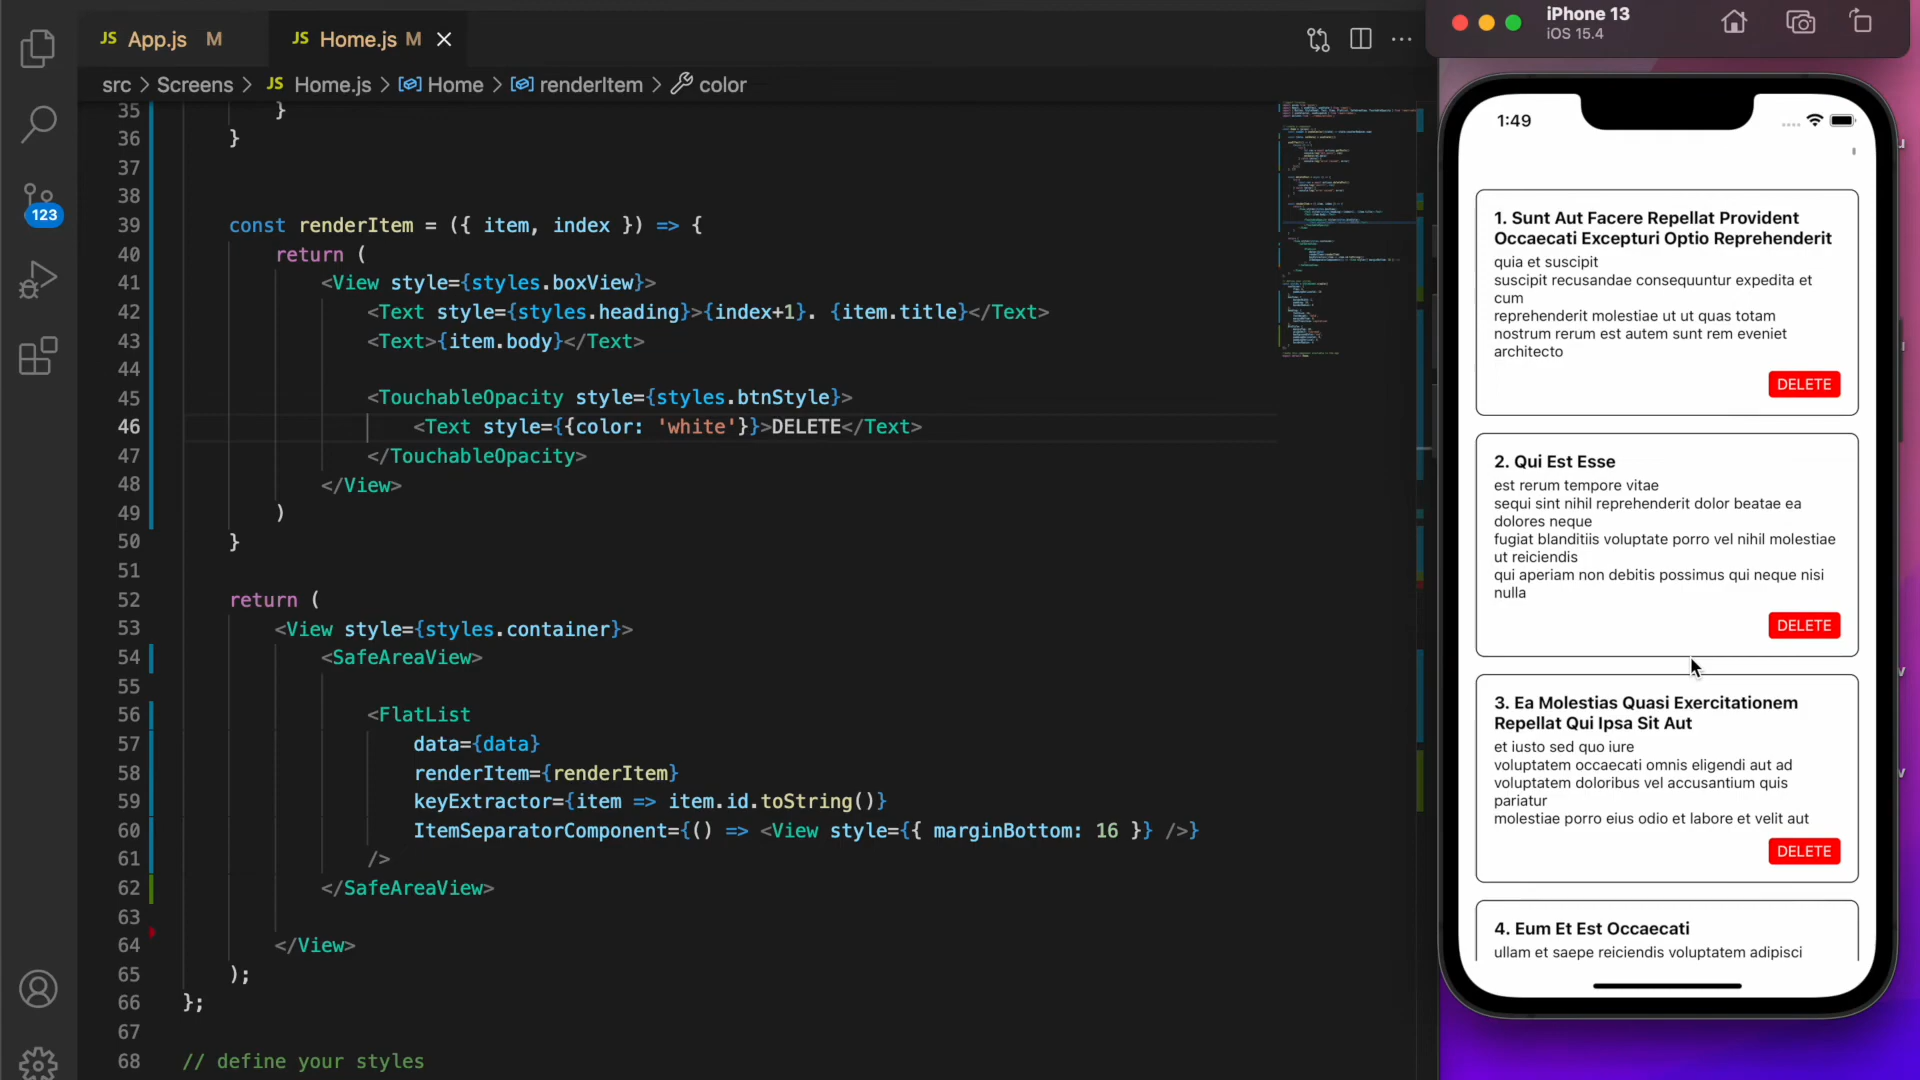 JS App.js M
JS Home.js M
src > Screens > JS Home.js > Home > renderItem > color
123
35 }
36 }
37
38
39 const renderItem = ({ item, index }) => {
40 return (
41 <View style={styles.boxView}>
42 <Text style={styles.heading}>{index+1}. {item.title}</Text>
43 <Text>{item.body}</Text>
44
45 <TouchableOpacity style={styles.btnStyle}>
46 <Text style={{color: 'white'}}>DELETE</Text>
47 </TouchableOpacity>
48 </View>
49 )
50 }
51
52 return (
53 <View style={styles.container}>
54 <SafeAreaView>
55
56 <FlatList
57 data={data}
58 renderItem={renderItem}
59 keyExtractor={item => item.id.toString()}
60 ItemSeparatorComponent={() => <View style={{ marginBottom: 16 }} />}
61 />
62 </SafeAreaView>
63
64 </View>
65 );
66 };
67
68 // define your styles
iPhone 13
iOS 15.4
1:49
1. Sunt Aut Facere Repellat Provident
Occaecati Excepturi Optio Reprehenderit
quia et suscipit
suscipit recusandae consequuntur expedita et
cum
reprehenderit molestiae ut ut quas totam
nostrum rerum est autem sunt rem eveniet
architecto
DELETE
2. Qui Est Esse
est rerum tempore vitae
sequi sint nihil reprehenderit dolor beatae ea
dolores neque
fugiat blanditiis voluptate porro vel nihil molestiae
ut reiciendis
qui aperiam non debitis possimus qui neque nisi
nulla
DELETE
3. Ea Molestias Quasi Exercitationem
Repellat Qui Ipsa Sit Aut
et iusto sed quo iure
voluptatem occaecati omnis eligendi aut ad
voluptatem doloribus vel accusantium quis
pariatur
molestiae porro eius odio et labore et velit aut
DELETE
4. Eum Et Est Occaecati
ullam et saepe reiciendis voluptatem adipisci